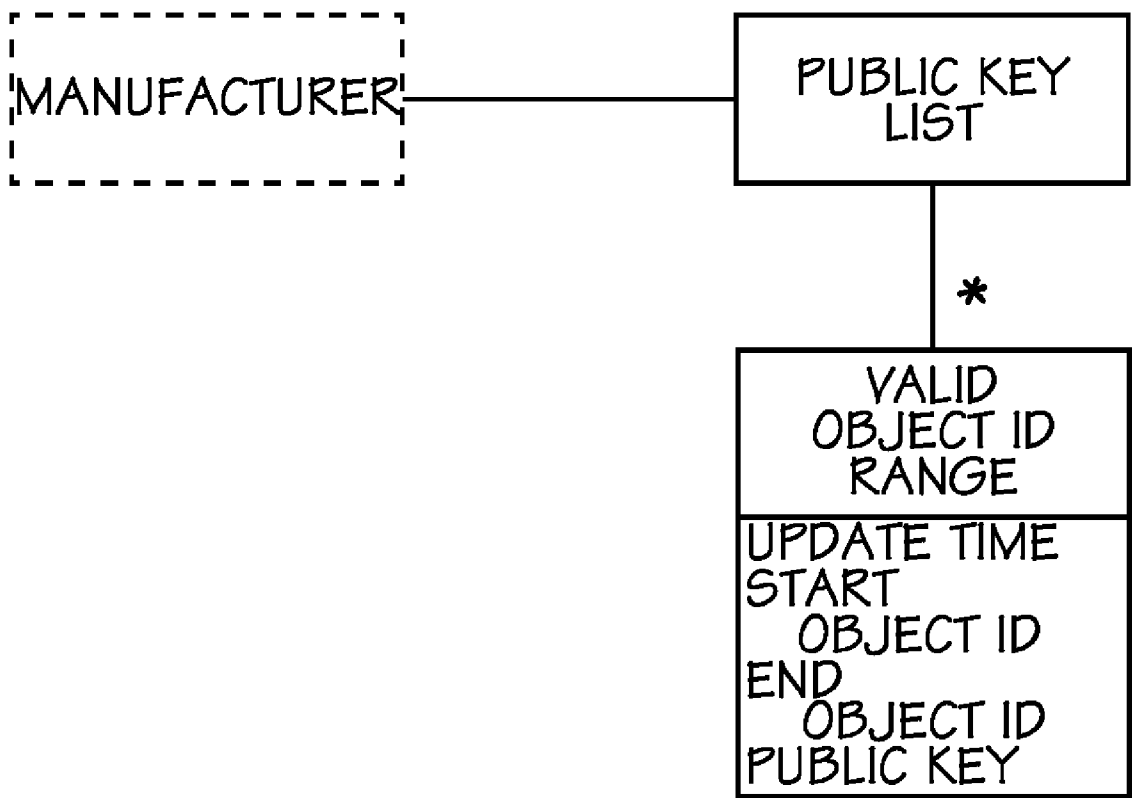 MANUFACTURER
PUBLIC KEY
LIST
*
VALID
OBJECT ID
RANGE
UPDATE TIME
START
OBJECT ID
END
OBJECT ID
PUBLIC KEY